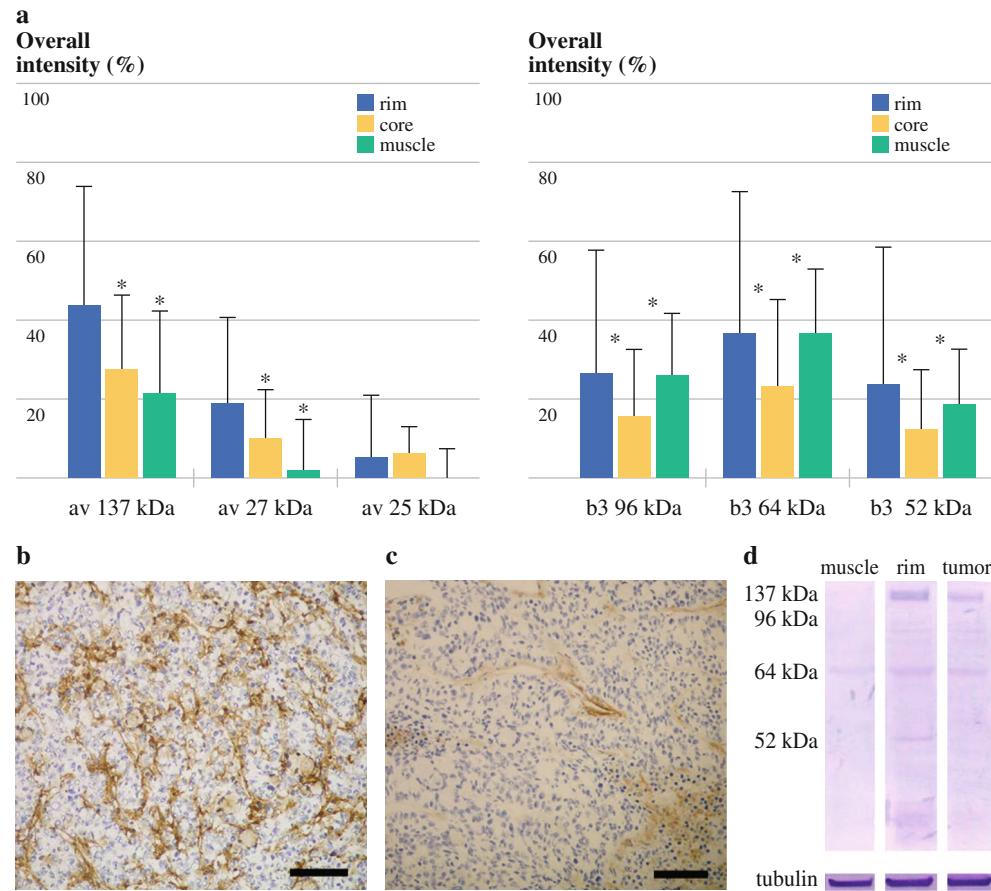 a
Overall
intensity (%)
100
80
60
40
20
rim
core
muscle
*
*
*
*
av 137 kDa
av 27 kDa
av 25 kDa
Overall
intensity (%)
100
80
60
40
20
rim
core
muscle
*
*
*
*
*
*
b3 96 kDa
b3 64 kDa
b3 52 kDa
b
c
d
muscle rim tumor
137 kDa
96 kDa
64 kDa
52 kDa
tubulin